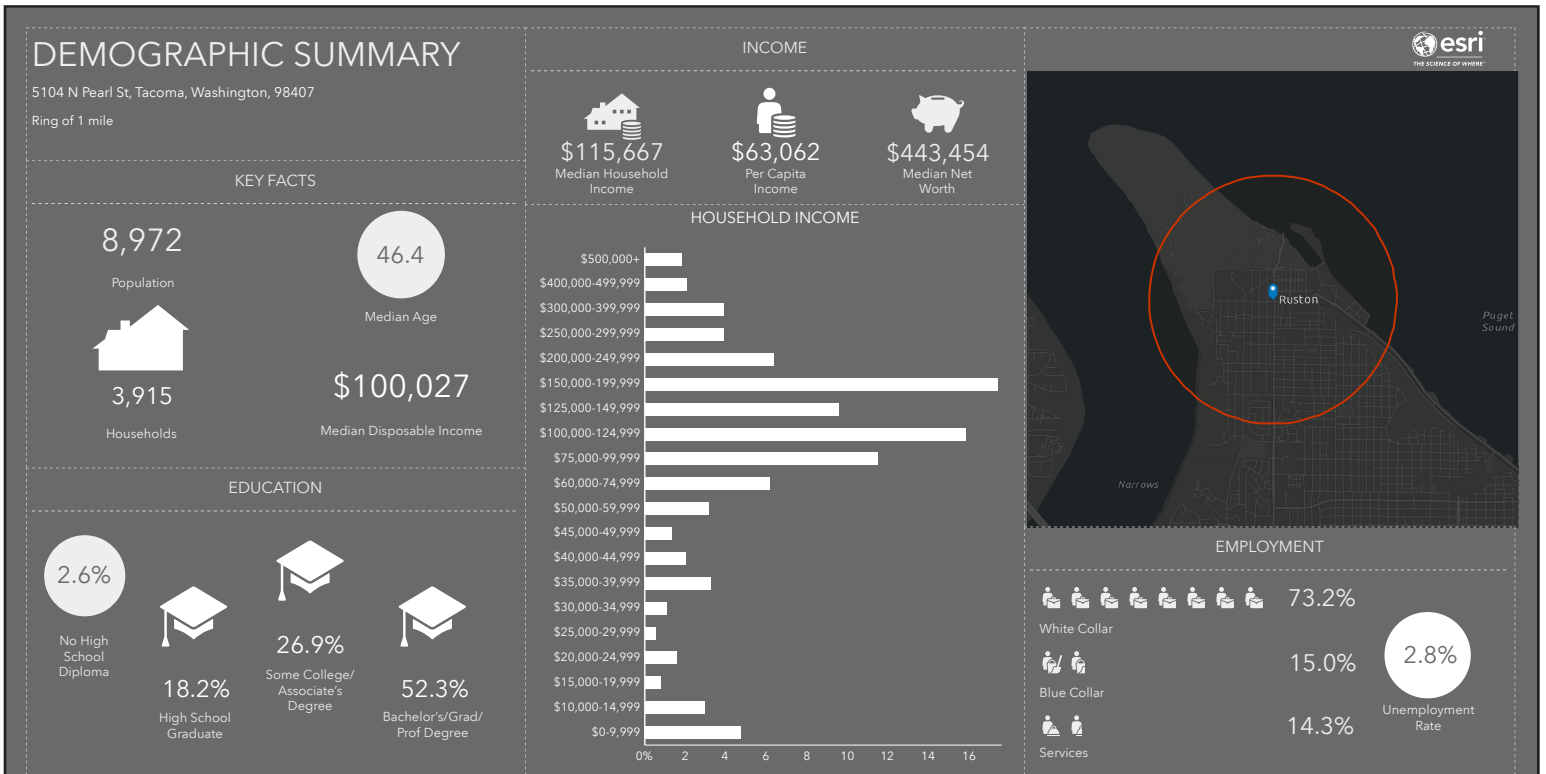 DEMOGRAPHIC SUMMARY
5104 N Pearl St, Tacoma, Washington, 98407
Ring of 1 mile
KEY FACTS
8,972
Population
46.4
Median Age
3,915
Households
$100,027
Median Disposable Income
EDUCATION
2.6%
No High
School
Diploma
18.2%
High School
Graduate
26.9%
Some College/
Associate's
Degree
52.3%
Bachelor's/Grad/
Prof Degree
INCOME
$115,667
Median Household
Income
$63,062
Per Capita
Income
$443,454
Median Net
Worth
HOUSEHOLD INCOME
$500,000+
$400,000-499,999
$300,000-399,999
$250,000-299,999
$200,000-249,999
$150,000-199,999
$125,000-149,999
$100,000-124,999
$75,000-99,999
$60,000-74,999
$50,000-59,999
$45,000-49,999
$40,000-44,999
$35,000-39,999
$30,000-34,999
$25,000-29,999
$20,000-24,999
$15,000-19,999
$10,000-14,999
$0-9,999
0% 2 4 6 8 10 12 14 16
esri
THE SCIENCE OF WHERE™
Ruston
Puget
Sound
Narrows
EMPLOYMENT
73.2%
White Collar
15.0%
Blue Collar
14.3%
Services
2.8%
Unemployment
Rate